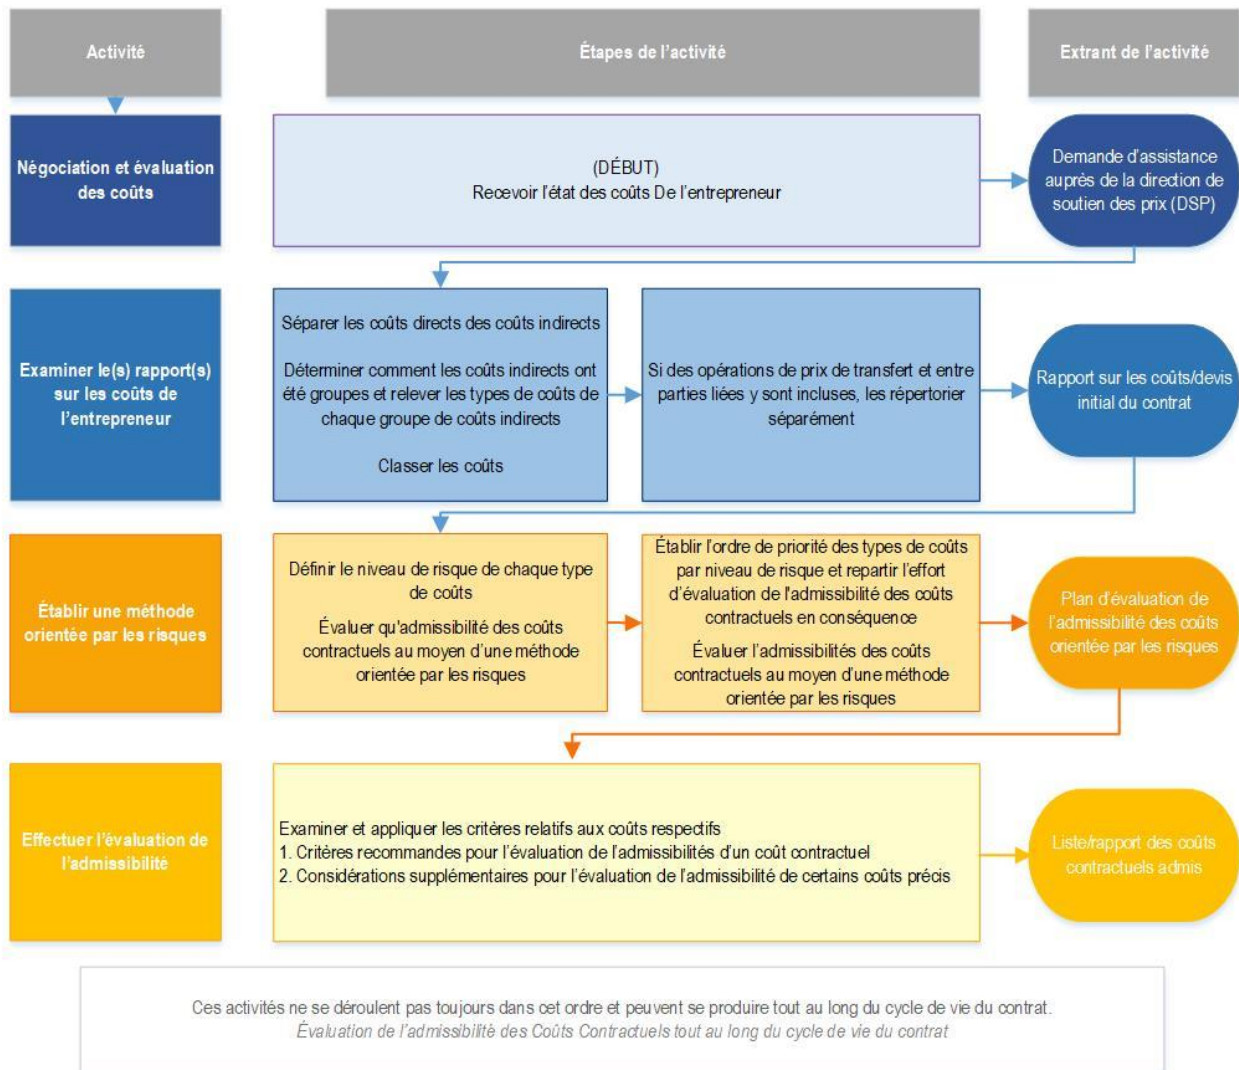 Activité
Étapes de l'activité
Extrant de l'activité
Négociation et évaluation
des coûts
(DÉBUT)
Recevoir l'état des coûts De l'entrepreneur
Demande d'assistance
auprès de la direction de
soutien des prix (DSP)
Examiner le(s) rapport(s)
sur les coûts de
l'entrepreneur
Séparer les coûts directs des coûts indirects
Déterminer comment les coûts indirects ont
été groupes et relever les types de coûts de
chaque groupe de coûts indirects
Classer les coûts
Si des opérations de prix de transfert et entre
parties liées y sont incluses, les répertorier
séparément
Rapport sur les coûts/devis
initial du contrat
Établir une méthode
orientée par les risques
Définir le niveau de risque de chaque type
de coûts
Évaluer qu'admissibilité des coûts
contractuels au moyen d'une méthode
orientée par les risques
Établir l'ordre de priorité des types de coûts
par niveau de risque et repartir l'effort
d'évaluation de l'admissibilité des coûts
contractuels en conséquence
Évaluer l'admissibilités des coûts
contractuels au moyen d'une méthode
orientée par les risques
Plan d'évaluation de
l'admissibilité des coûts
orientée par les risques
Effectuer l'évaluation de
l'admissibilité
Examiner et appliquer les critères relatifs aux coûts respectifs
1. Critères recommandes pour l'évaluation de l'admissibilités d'un coût contractuel
2. Considérations supplémentaires pour l'évaluation de l'admissibilité de certains coûts précis
Liste/rapport des coûts
contractuels admis
Ces activités ne se déroulent pas toujours dans cet ordre et peuvent se produire tout au long du cycle de vie du contrat.
Évaluation de l'admissibilité des Coûts Contractuels tout au long du cycle de vie du contrat